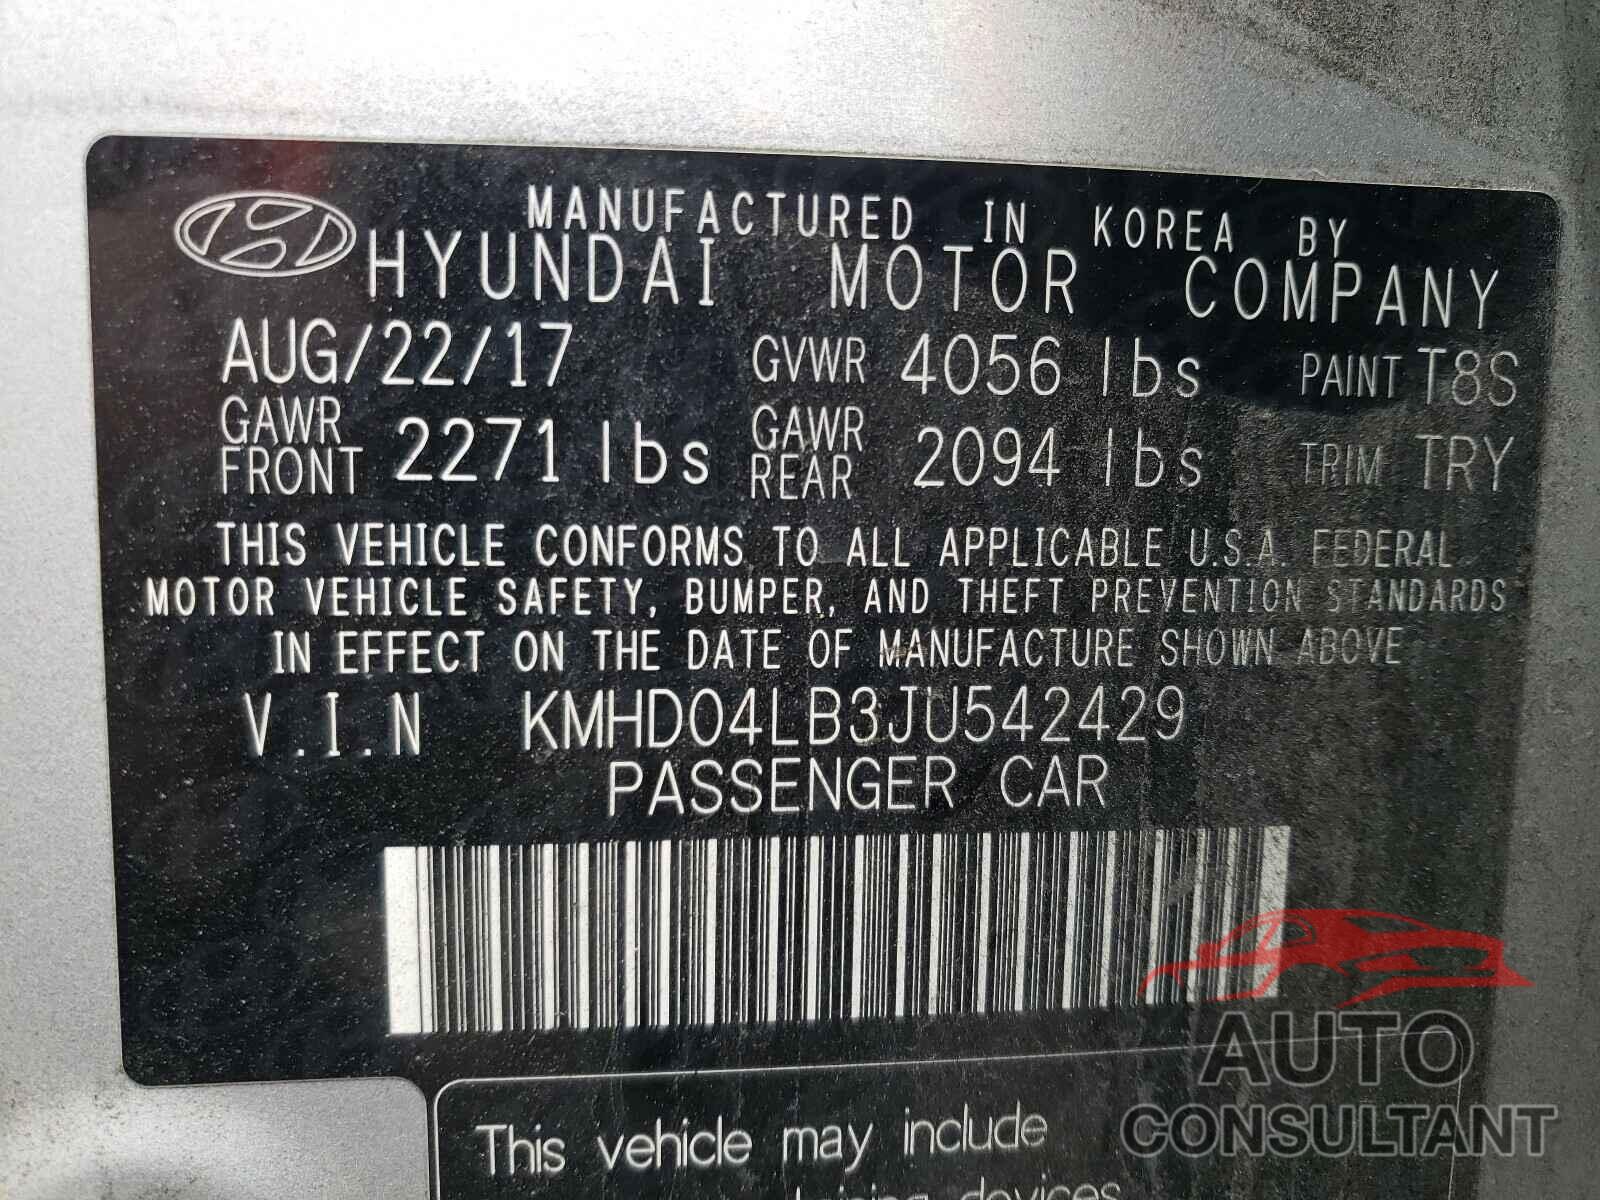 MANUFACTURED IN KOREA BY
HYUNDAI MOTOR COMPANY
AUG/22/17 GVWR 4056 lbs PAINT T8S
GAWR FRONT 2271 lbs GAWR REAR 2094 lbs TRIM TRY
THIS VEHICLE CONFORMS TO ALL APPLICABLE U.S.A. FEDERAL
MOTOR VEHICLE SAFETY, BUMPER, AND THEFT PREVENTION STANDARDS
IN EFFECT ON THE DATE OF MANUFACTURE SHOWN ABOVE
V.I.N KMHD04LB3JU542429
PASSENGER CAR
AUTO
CONSULTANT
This vehicle may include
devices